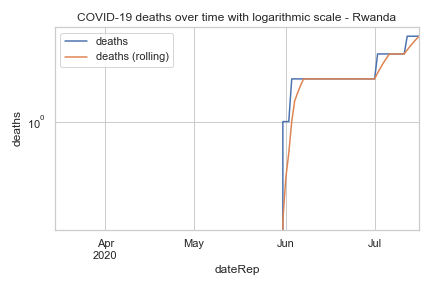 COVID-19 deaths over time with logarithmic scale - Rwanda
deaths
deaths (rolling)
deaths
10⁰
Apr
2020
May
Jun
Jul
dateRep